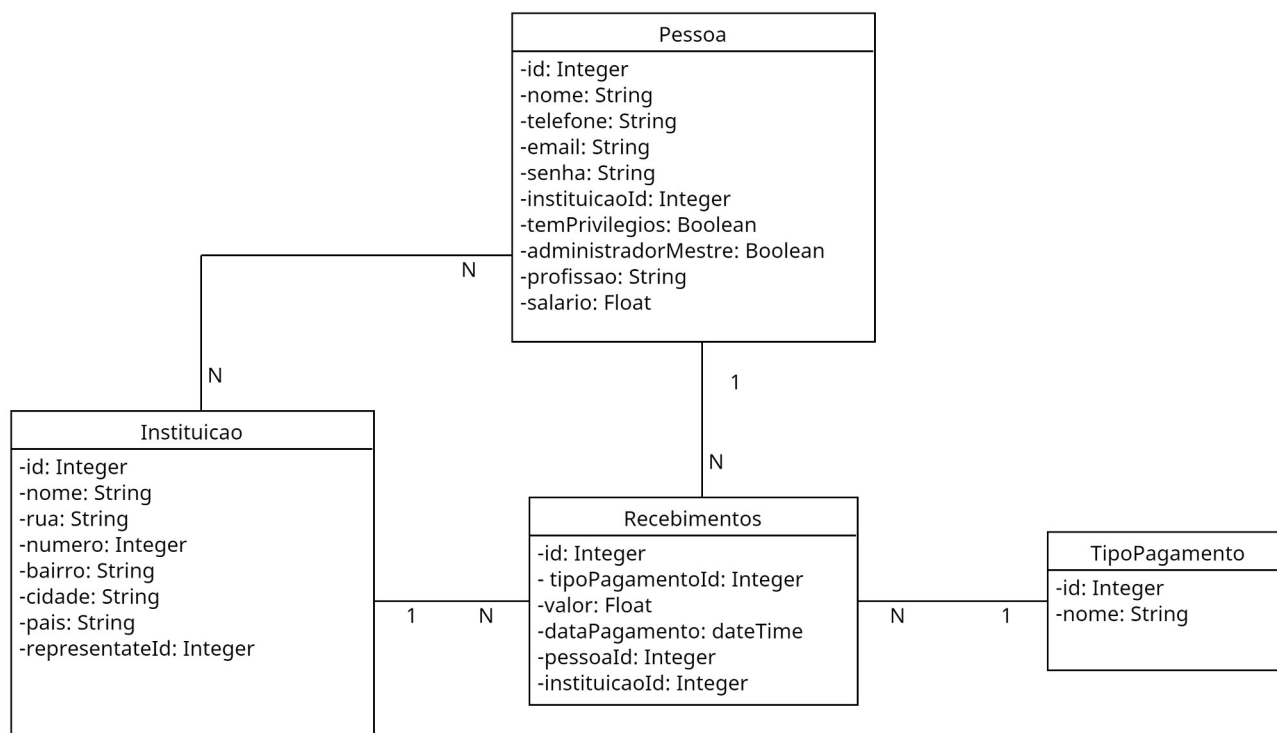 Pessoa
-id: Integer
-nome: String
-telefone: String
-email: String
-senha: String
-instituicaoId: Integer
-temPrivilegios: Boolean
-administradorMestre: Boolean
-profissao: String
-salario: Float
N
N
1
N
Instituicao
-id: Integer
-nome: String
-rua: String
-numero: Integer
-bairro: String
-cidade: String
-pais: String
-representateId: Integer
1
N
Recebimentos
-id: Integer
- tipoPagamentoId: Integer
-valor: Float
-dataPagamento: dateTime
-pessoaId: Integer
-instituicaoId: Integer
N
1
TipoPagamento
-id: Integer
-nome: String